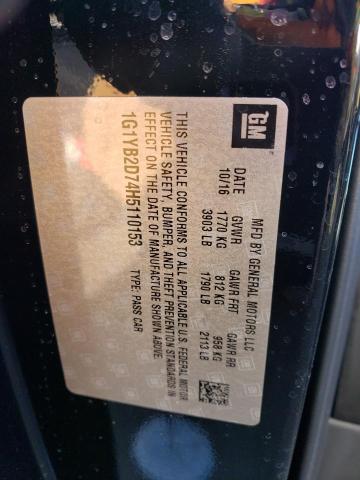 GM
MFD BY GENERAL MOTORS LLC
DATE GVWR GAWR FRT GAWR RR
10/16 1770 KG 812 KG 958 KG
3903 LB 1790 LB 2113 LB
THIS VEHICLE CONFORMS TO ALL APPLICABLE U.S. FEDERAL MOTOR
VEHICLE SAFETY, BUMPER, AND THEFT PREVENTION STANDARDS IN
EFFECT ON THE DATE OF MANUFACTURE SHOWN ABOVE.
1G1YB2D74H5110153 TYPE: PASS CAR